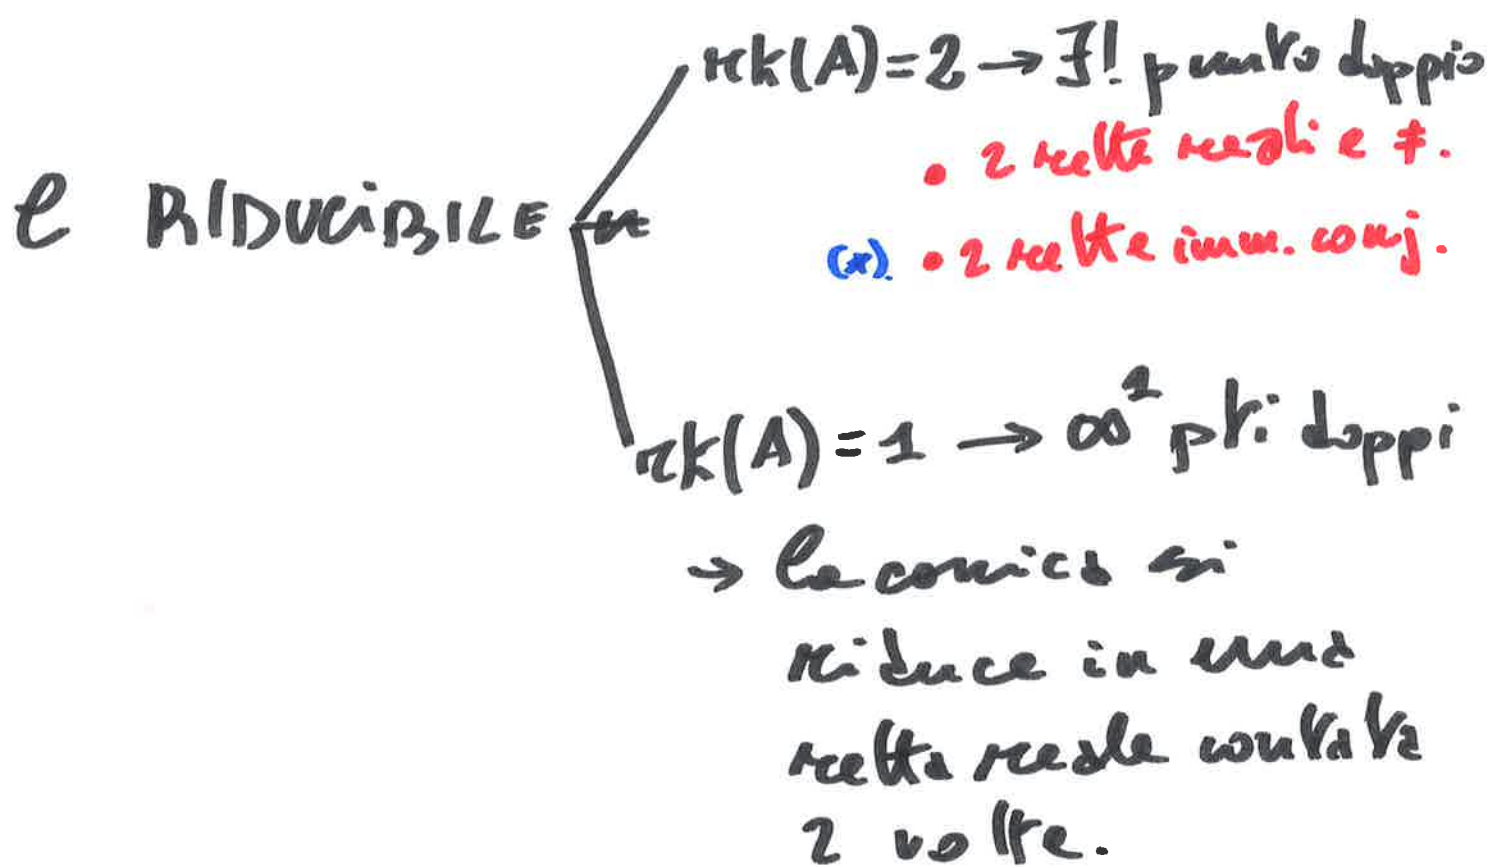 rk(A)=2 → ∃! punto doppio
• 2 rette reali e ≠.
C RIDUCIBILE
(*). • 2 rette imm. conj.
rk(A)=1 → ∞¹ pti doppi
→ la conica si
riduce in una
retta reale contata
2 volte.